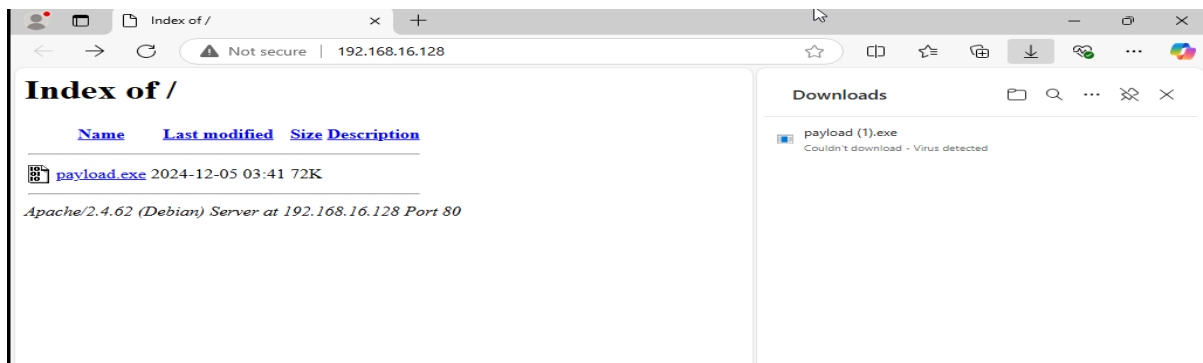 Index of /
Not secure
192.168.16.128
Index of /
Name Last modified Size Description
payload.exe 2024-12-05 03:41 72K
Apache/2.4.62 (Debian) Server at 192.168.16.128 Port 80
Downloads
payload (1).exe
Couldn't download - Virus detected